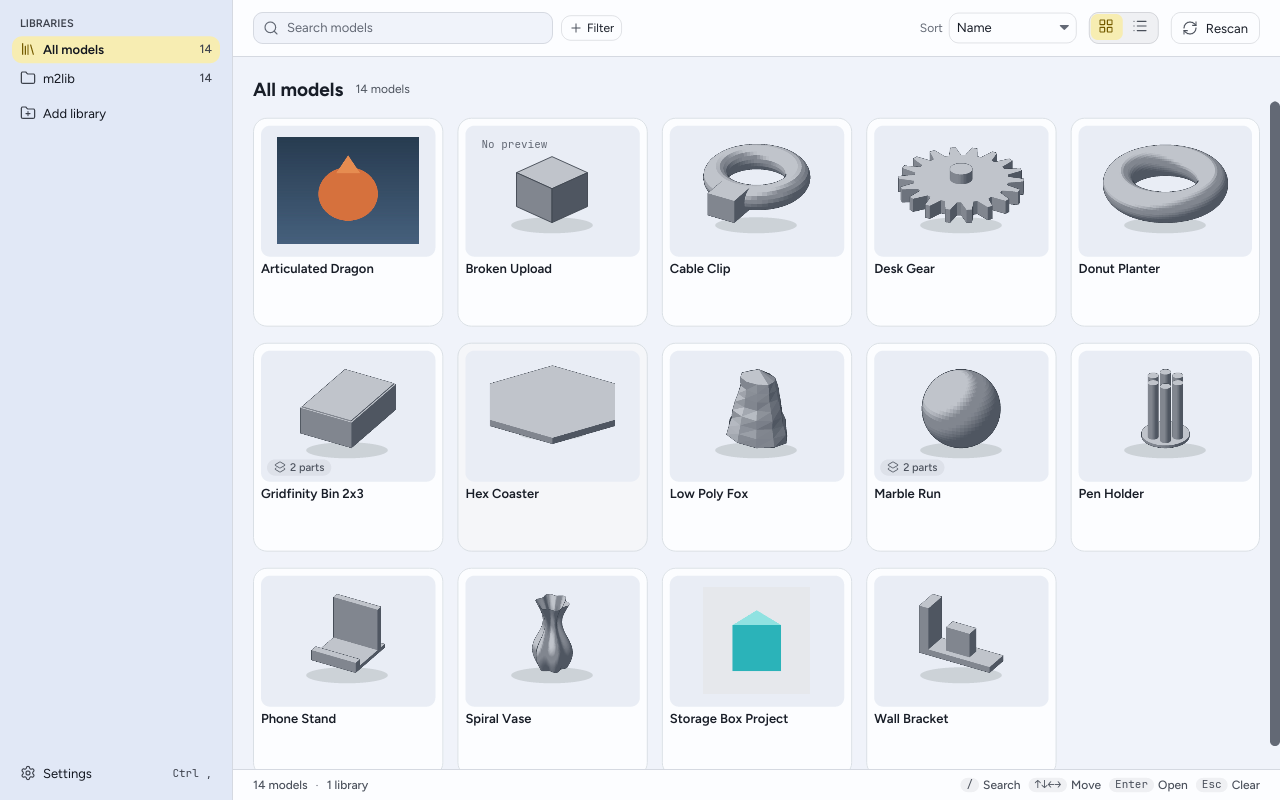 LIBRARIES
All models 14
m2lib 14
Add library
Settings Ctrl ,
Search models
Filter
Sort Name
Rescan
All models 14 models
Articulated Dragon
No preview
Broken Upload
Cable Clip
Desk Gear
Donut Planter
2 parts
Gridfinity Bin 2x3
Hex Coaster
Low Poly Fox
2 parts
Marble Run
Pen Holder
Phone Stand
Spiral Vase
Storage Box Project
Wall Bracket
14 models · 1 library
/ Search ↑↓←→ Move Enter Open Esc Clear